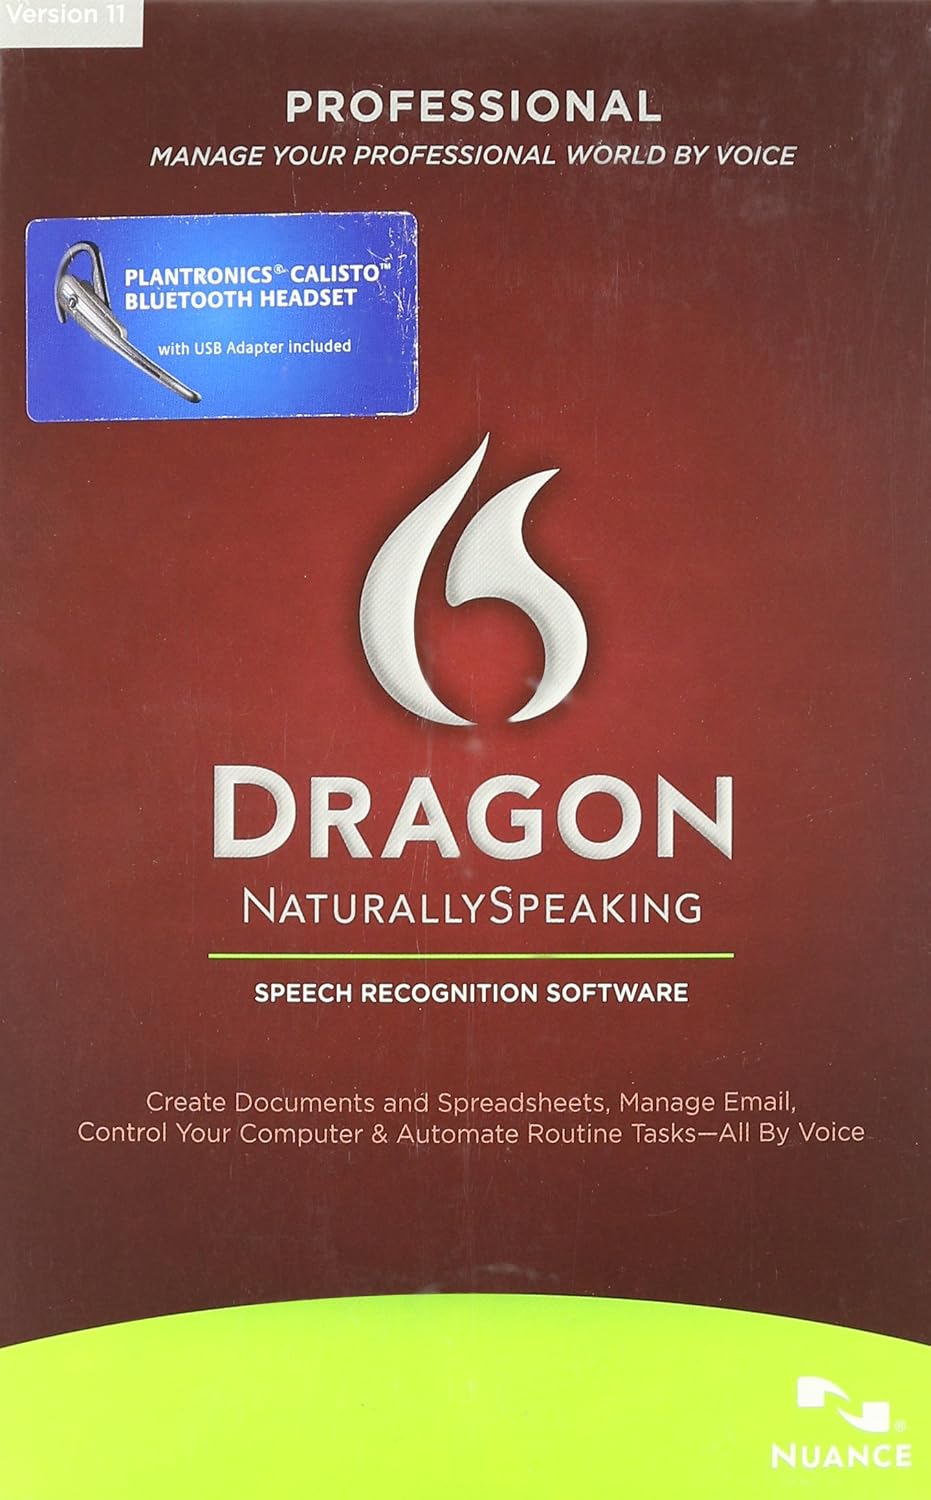 Version 11
PROFESSIONAL
MANAGE YOUR PROFESSIONAL WORLD BY VOICE
PLANTRONICS® CALISTO™
BLUETOOTH HEADSET
with USB Adapter included
DRAGON
NATURALLYSPEAKING
SPEECH RECOGNITION SOFTWARE
Create Documents and Spreadsheets, Manage Email,
Control Your Computer & Automate Routine Tasks—All By Voice
®
NUANCE